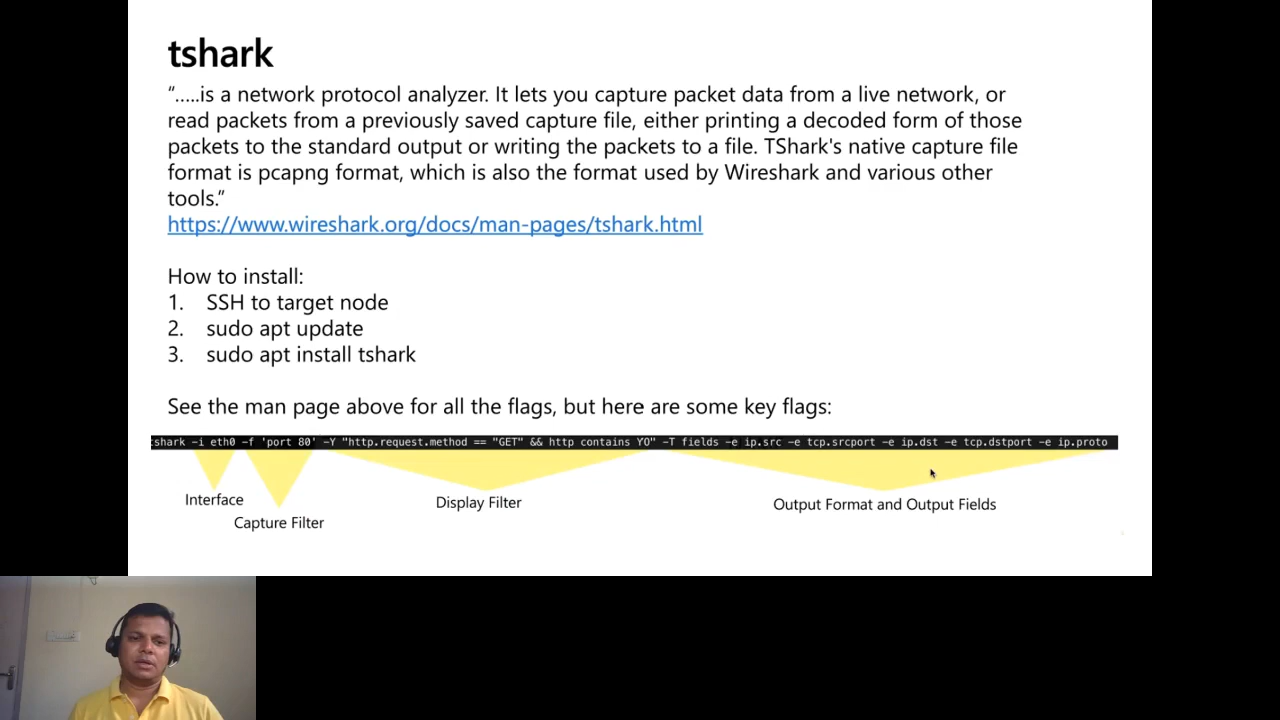 tshark
“.....is a network protocol analyzer. It lets you capture packet data from a live network, or
read packets from a previously saved capture file, either printing a decoded form of those
packets to the standard output or writing the packets to a file. TShark's native capture file
format is pcapng format, which is also the format used by Wireshark and various other
tools.”
https://www.wireshark.org/docs/man-pages/tshark.html
How to install:
1. SSH to target node
2. sudo apt update
3. sudo apt install tshark
See the man page above for all the flags, but here are some key flags:
tshark -i eth0 -f 'port 80' -Y "http.request.method == "GET" && http contains YO" -T fields -e ip.src -e tcp.srcport -e ip.dst -e tcp.dstport -e ip.proto
Interface
Capture Filter
Display Filter
Output Format and Output Fields